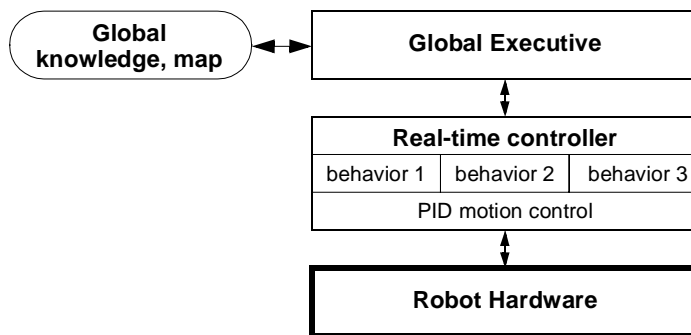 Global
knowledge, map
Global Executive
Real-time controller
behavior 1
behavior 2
behavior 3
PID motion control
Robot Hardware